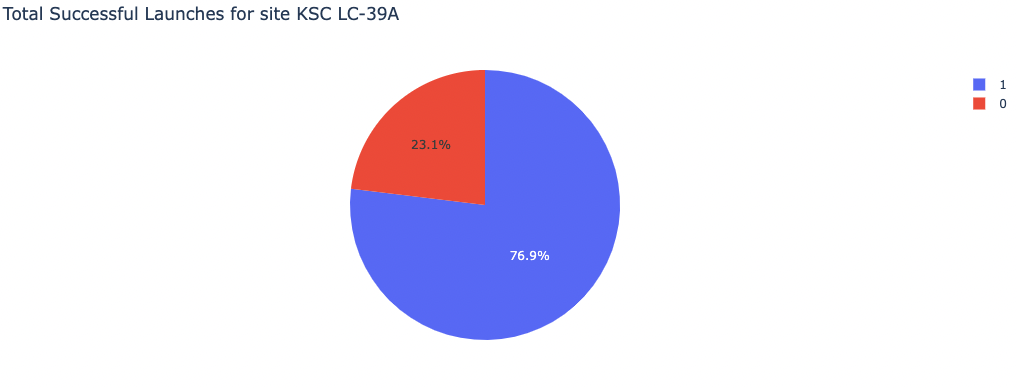 Total Successful Launches for site KSC LC-39A
1
0
23.1%
76.9%